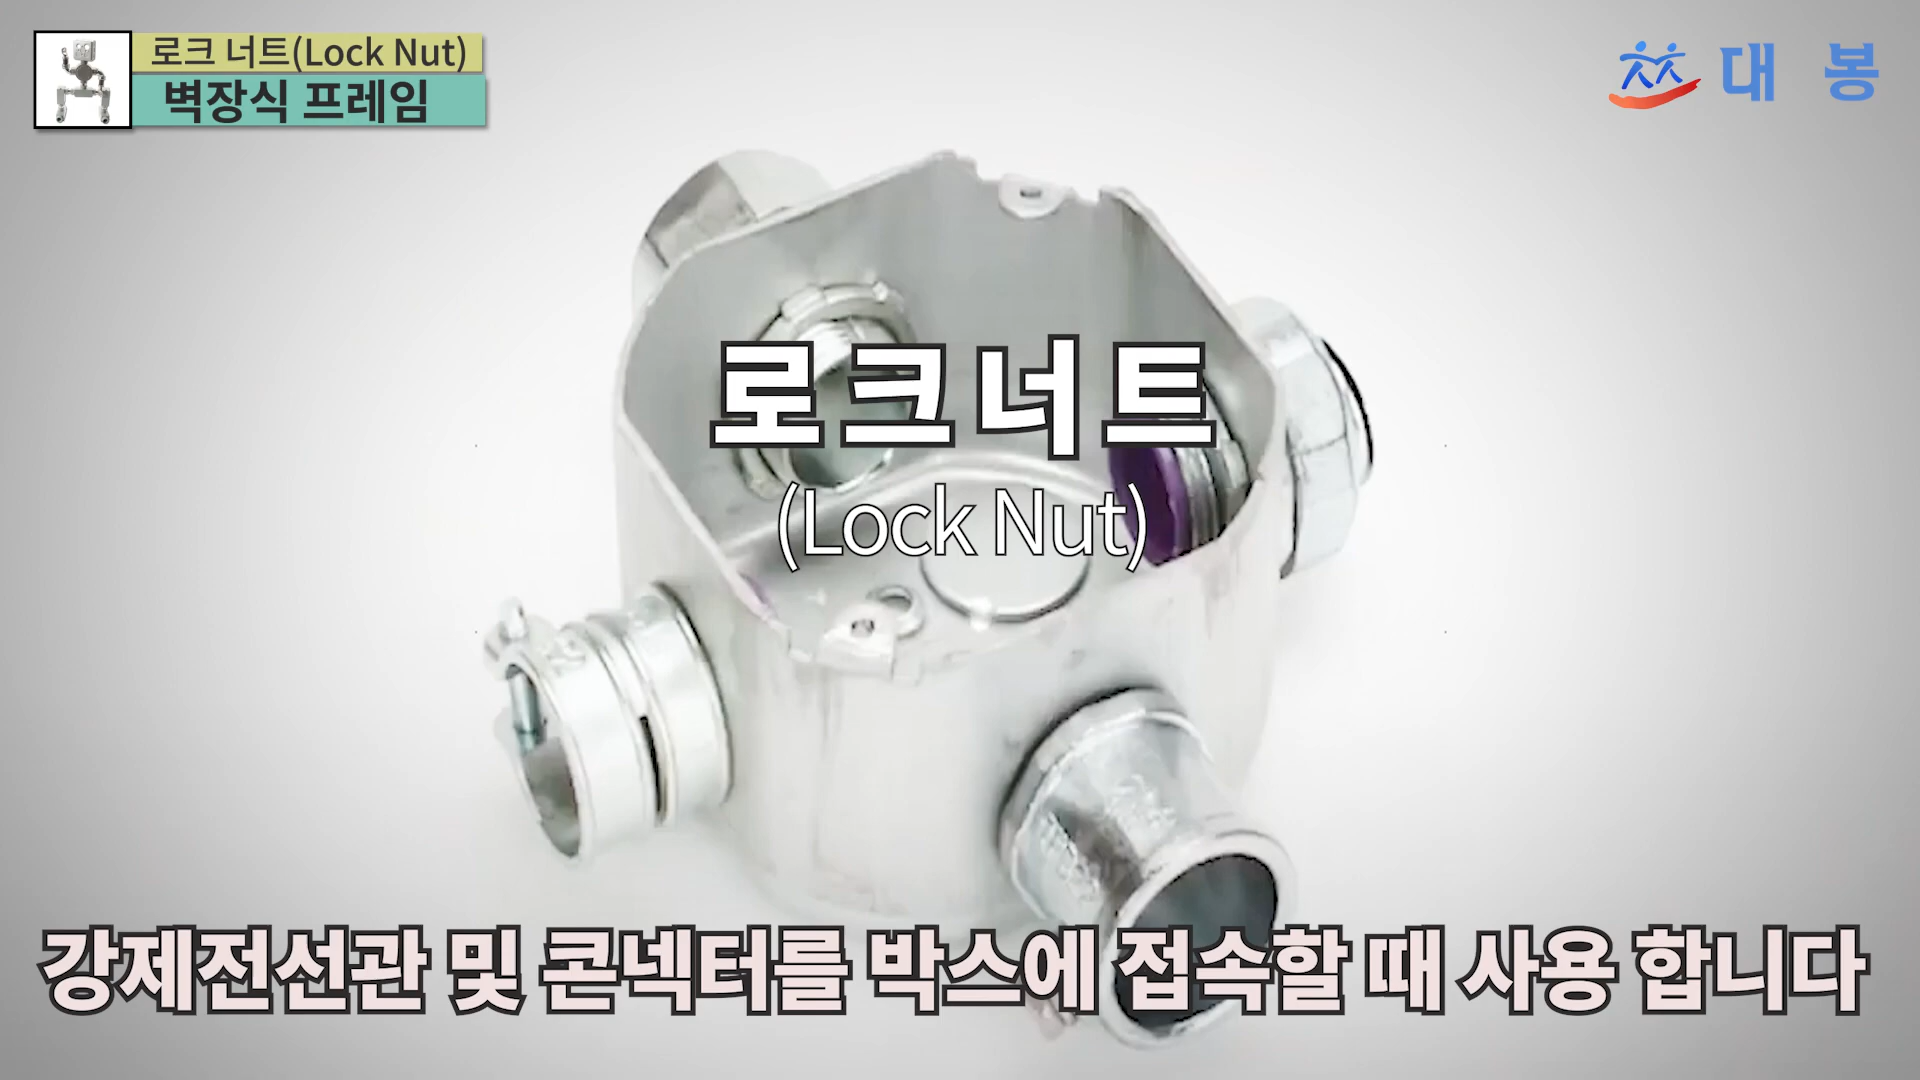 로크 너트(Lock Nut)
벽장식 프레임
대 봉
로크너트
(Lock Nut)
강제전선관 및 콘넥터를 박스에 접속할 때 사용 합니다